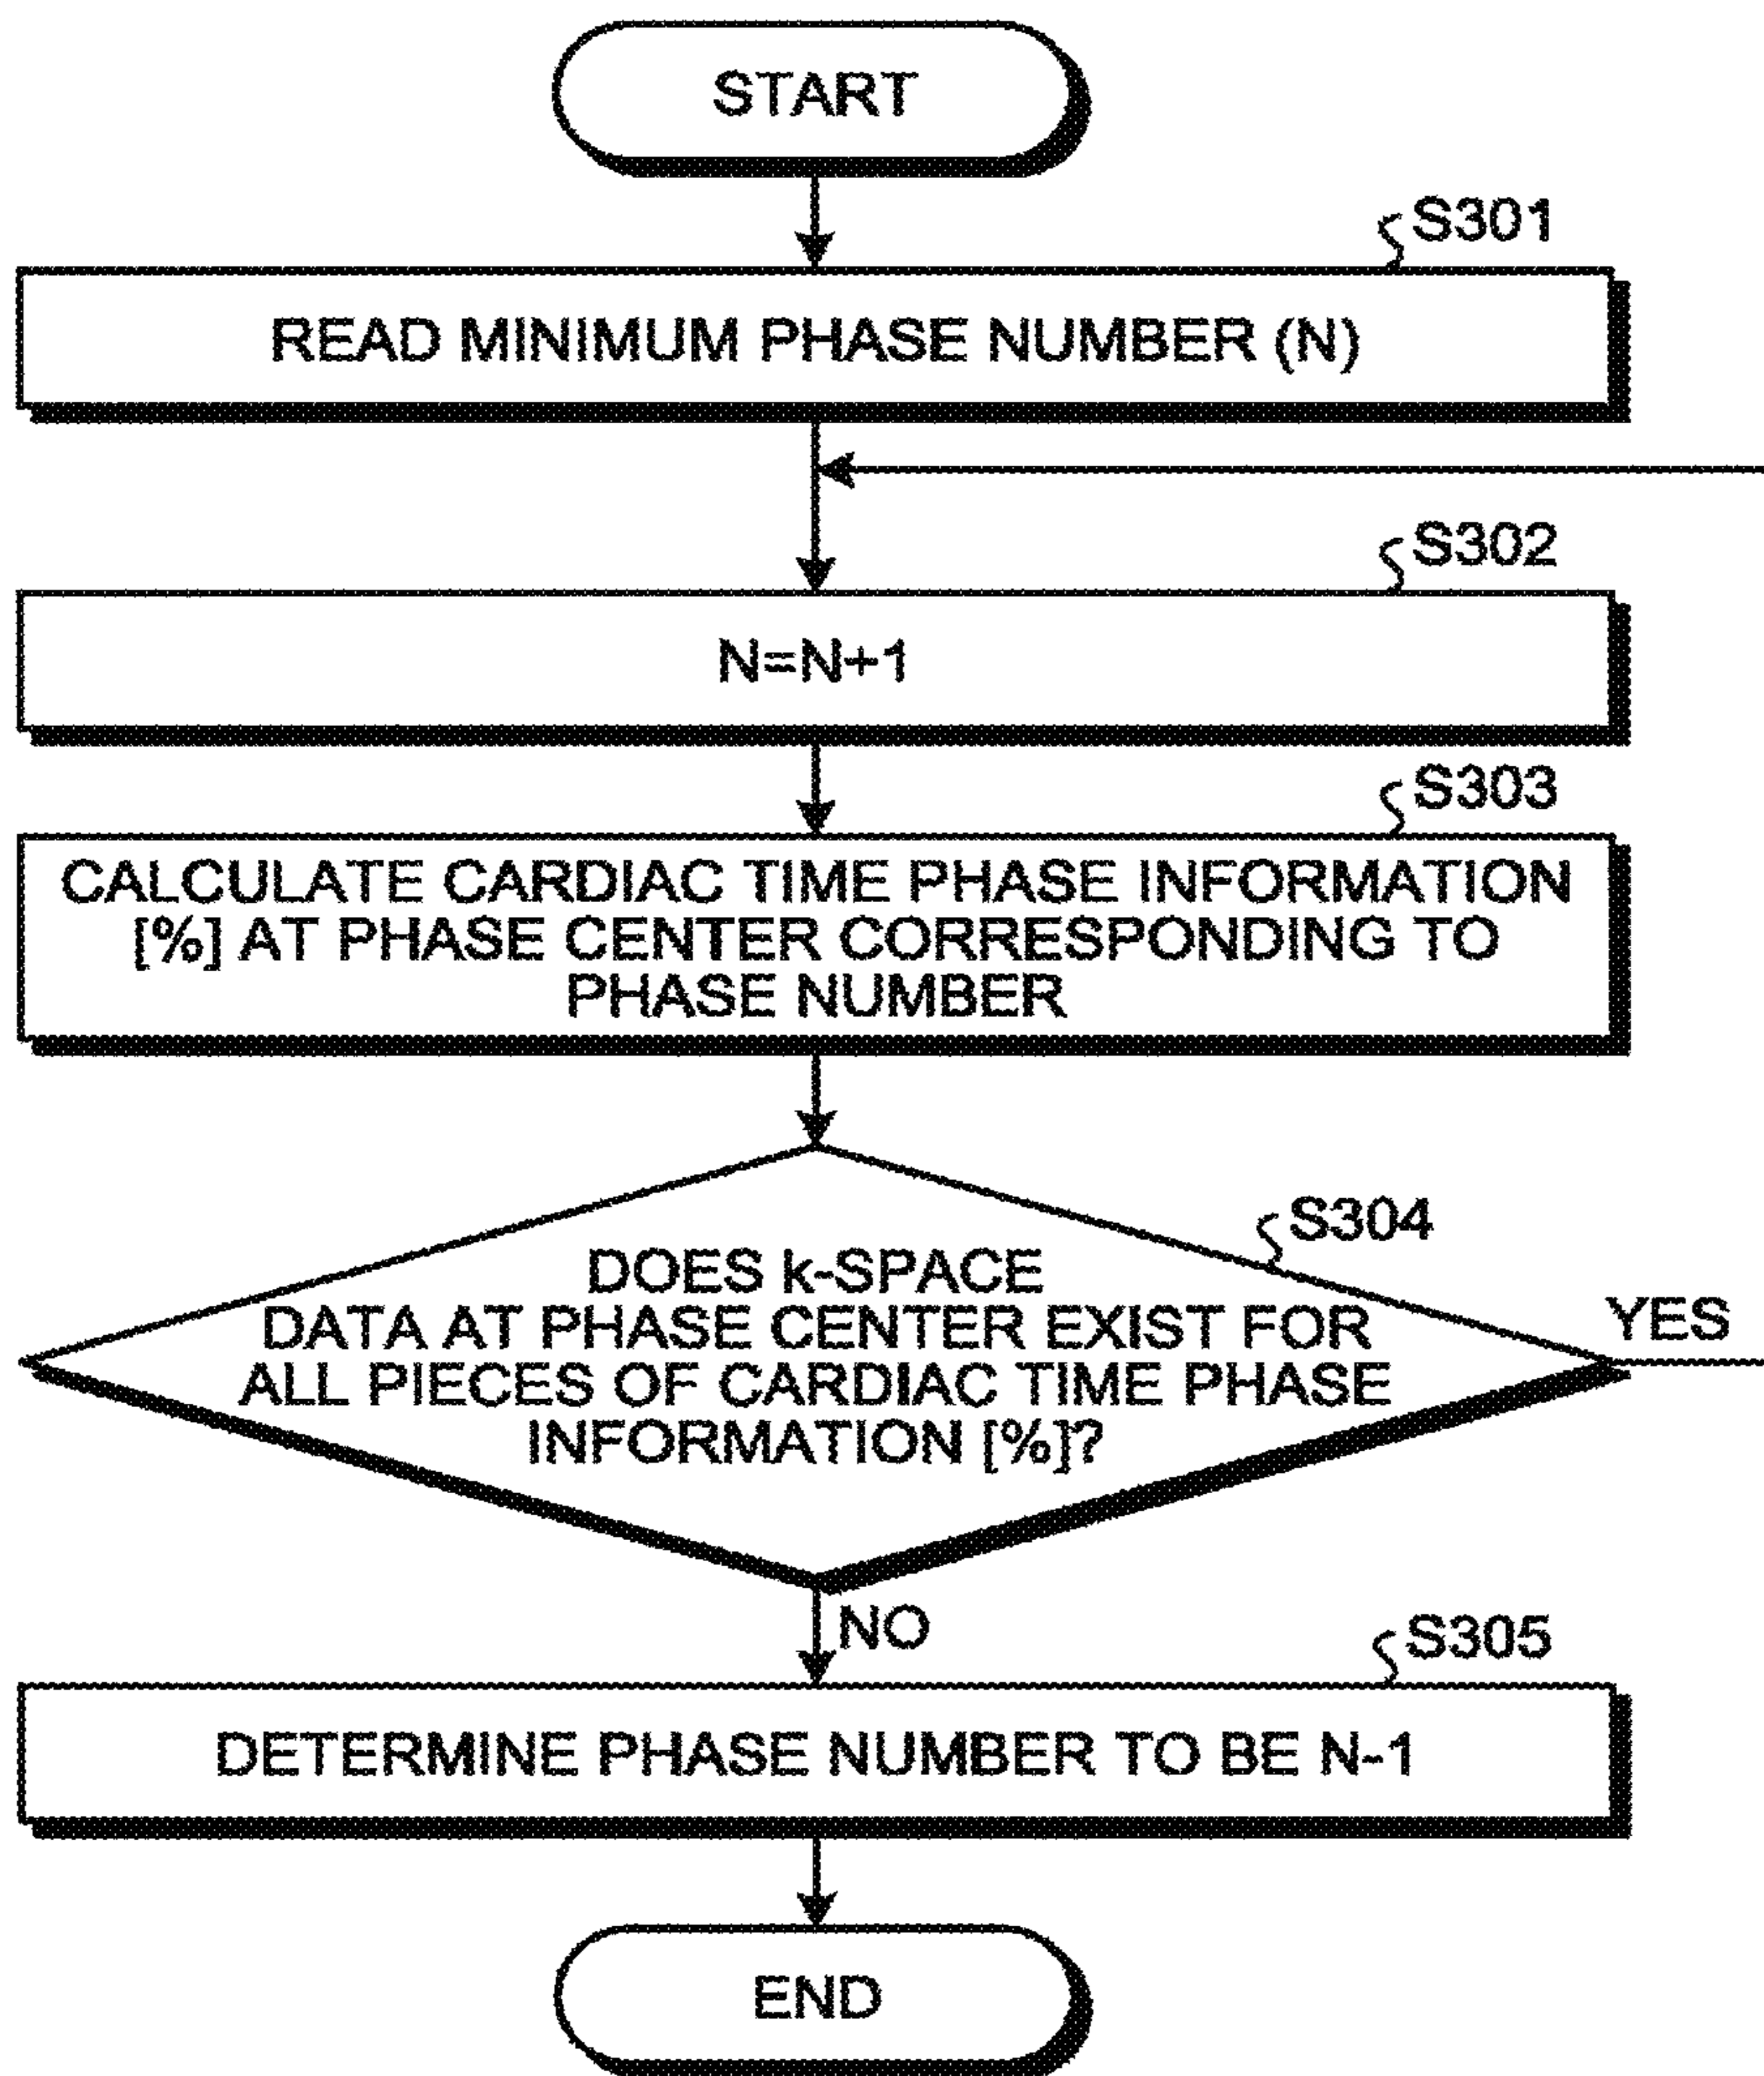 START
S301
READ MINIMUM PHASE NUMBER (N)
S302
N=N+1
S303
CALCULATE CARDIAC TIME PHASE INFORMATION
[%] AT PHASE CENTER CORRESPONDING TO
PHASE NUMBER
S304
DOES k-SPACE
DATA AT PHASE CENTER EXIST FOR
ALL PIECES OF CARDIAC TIME PHASE
INFORMATION [%]?
YES
NO
S305
DETERMINE PHASE NUMBER TO BE N-1
END